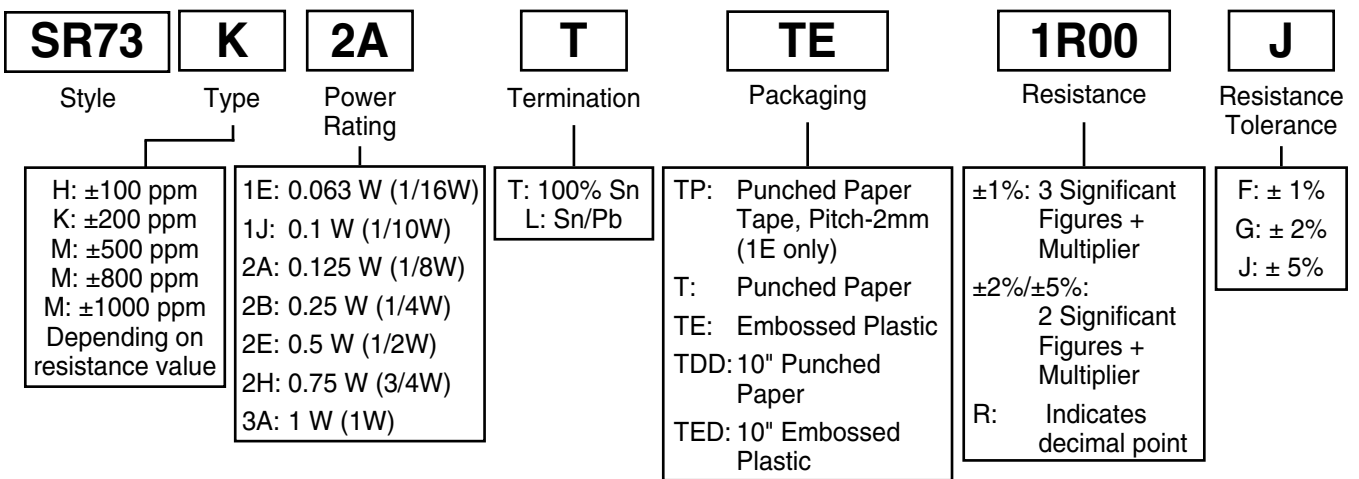 SR73 K 2A T TE 1R00 J
Style Type Power Rating Termination Packaging Resistance Resistance Tolerance
H: ±100 ppm
K: ±200 ppm
M: ±500 ppm
M: ±800 ppm
M: ±1000 ppm
Depending on
resistance value
1E: 0.063 W (1/16W)
1J: 0.1 W (1/10W)
2A: 0.125 W (1/8W)
2B: 0.25 W (1/4W)
2E: 0.5 W (1/2W)
2H: 0.75 W (3/4W)
3A: 1 W (1W)
T: 100% Sn
L: Sn/Pb
TP: Punched Paper
Tape, Pitch-2mm
(1E only)
T: Punched Paper
TE: Embossed Plastic
TDD: 10" Punched
Paper
TED: 10" Embossed
Plastic
±1%: 3 Significant
Figures +
Multiplier
±2%/±5%:
2 Significant
Figures +
Multiplier
R: Indicates
decimal point
F: ± 1%
G: ± 2%
J: ± 5%